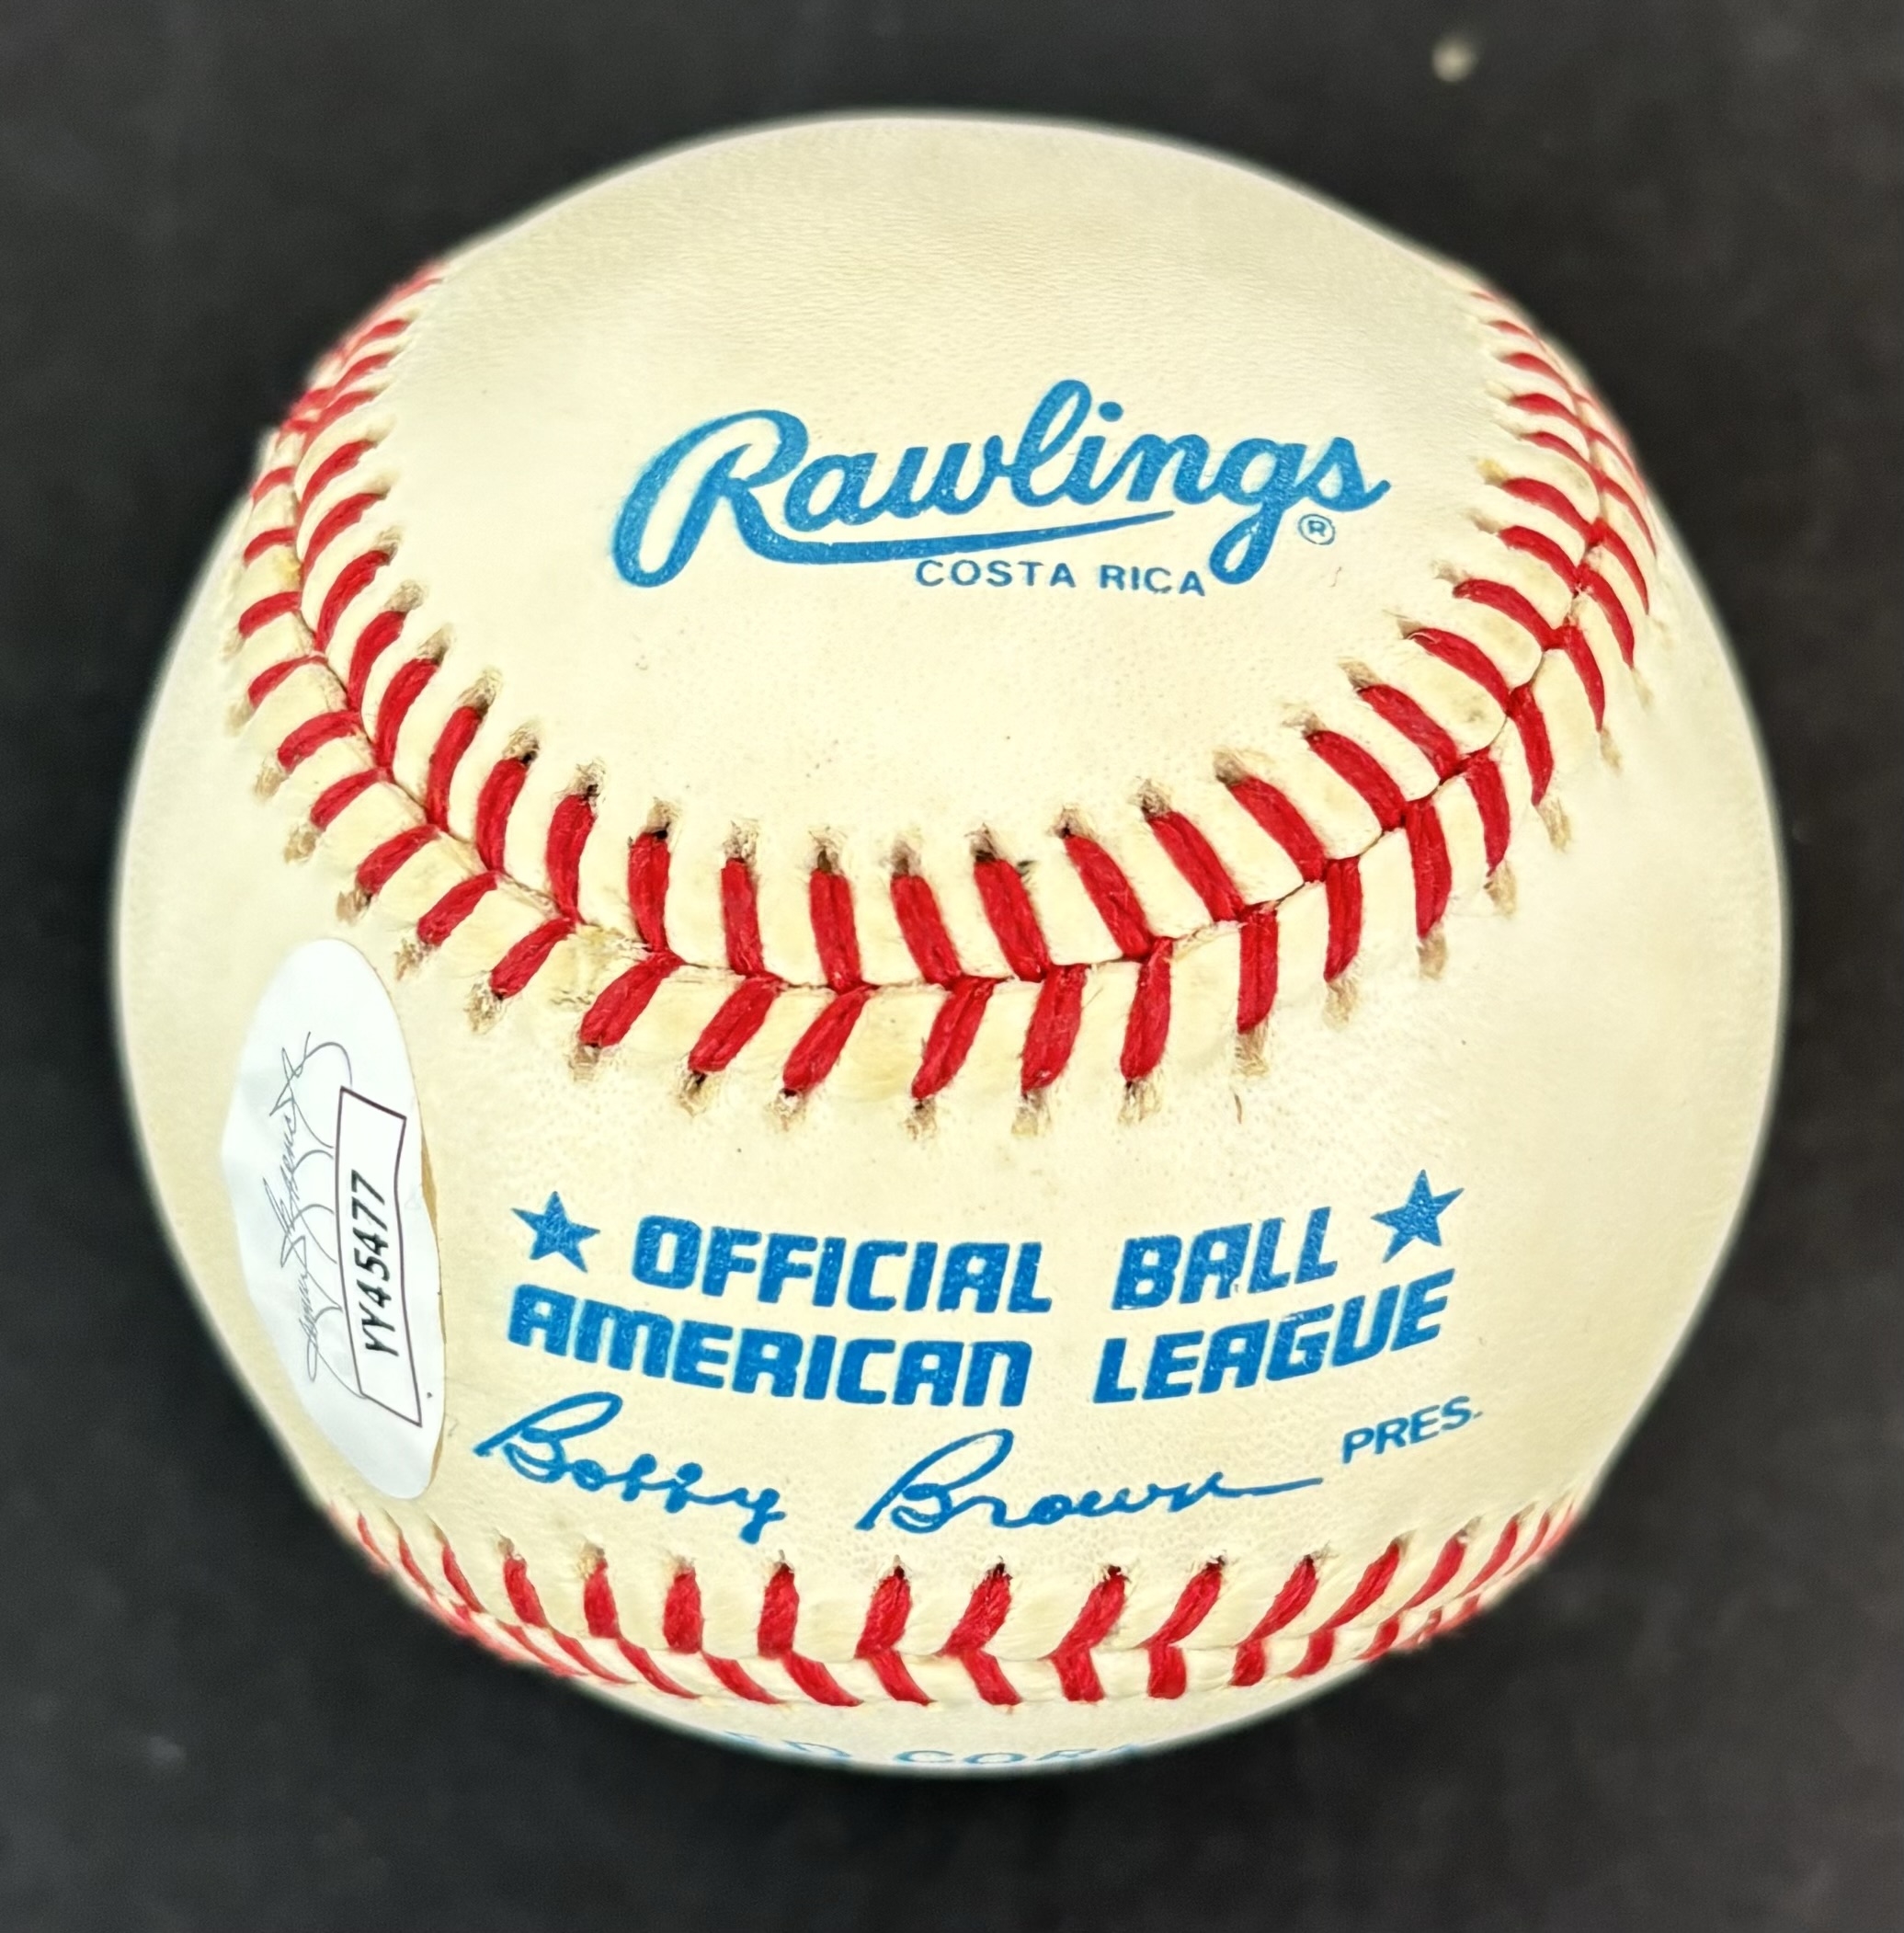 Rawlings®
COSTA RICA
★ OFFICIAL BALL ★
AMERICAN LEAGUE
Bobby Brown PRES.
YY45477